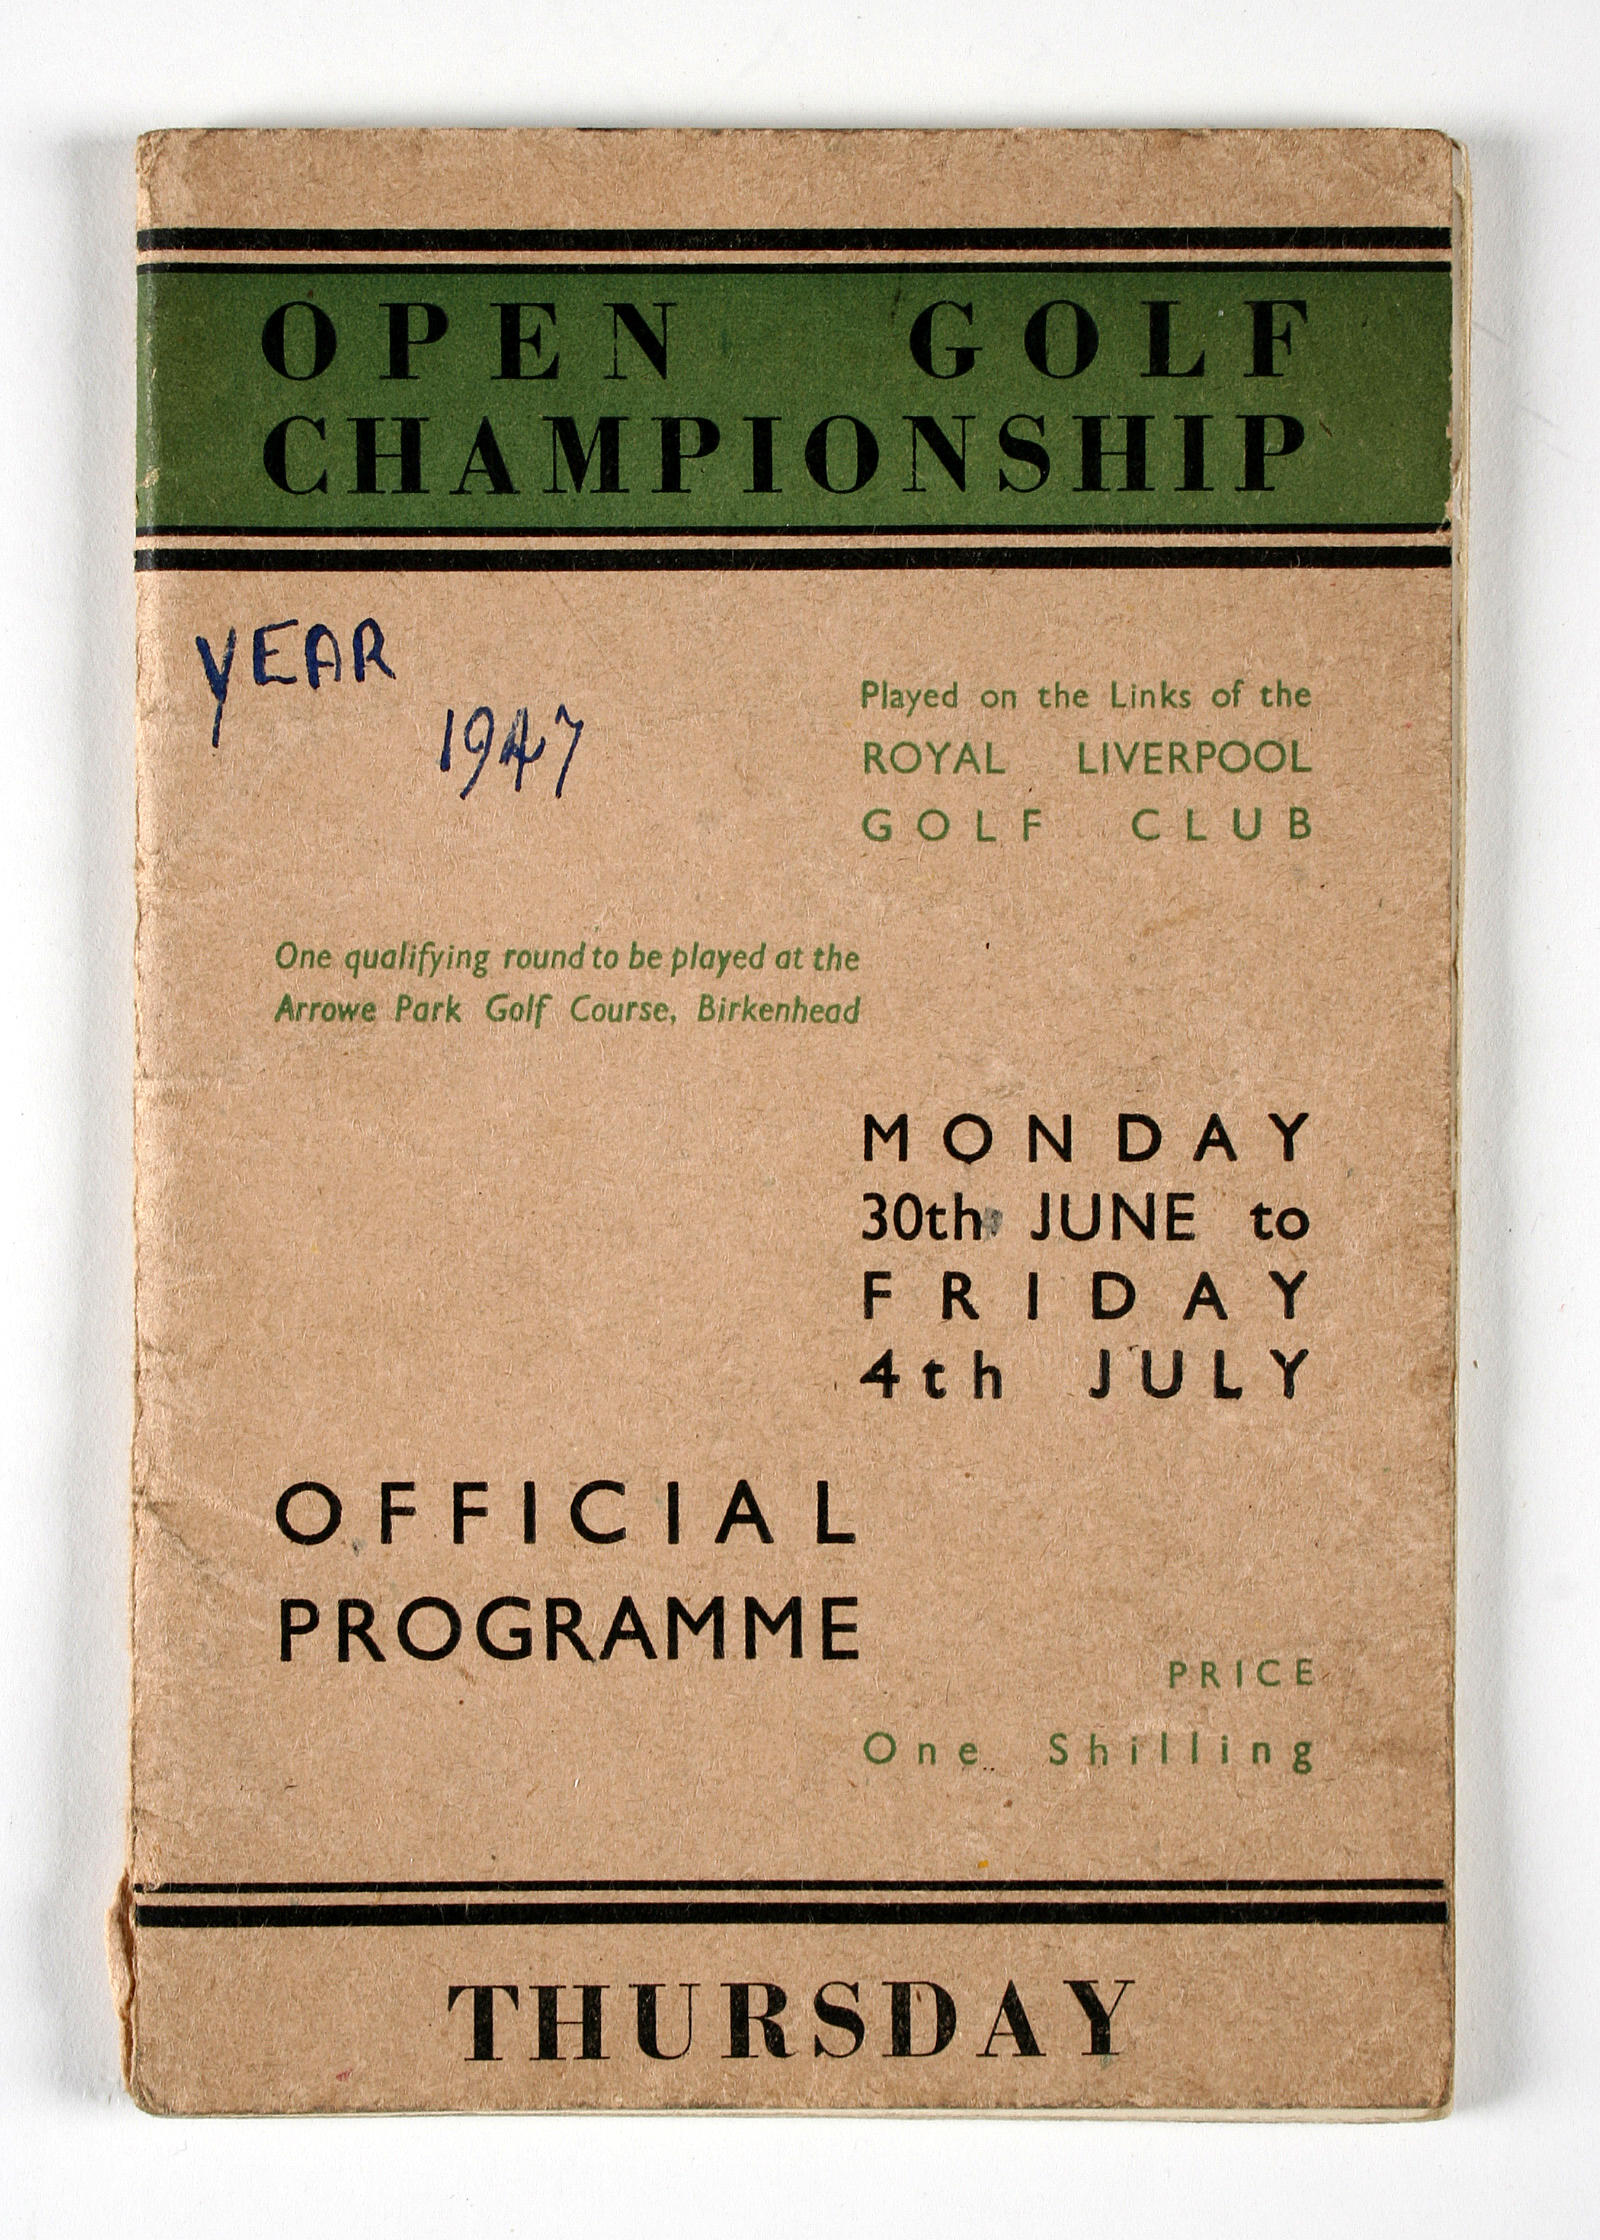 OPEN GOLF
CHAMPIONSHIP
YEAR
1947
Played on the Links of the
ROYAL LIVERPOOL
GOLF CLUB
One qualifying round to be played at the
Arrowe Park Golf Course, Birkenhead
MONDAY
30th JUNE to
FRIDAY
4th JULY
OFFICIAL
PROGRAMME
PRICE
One Shilling
THURSDAY